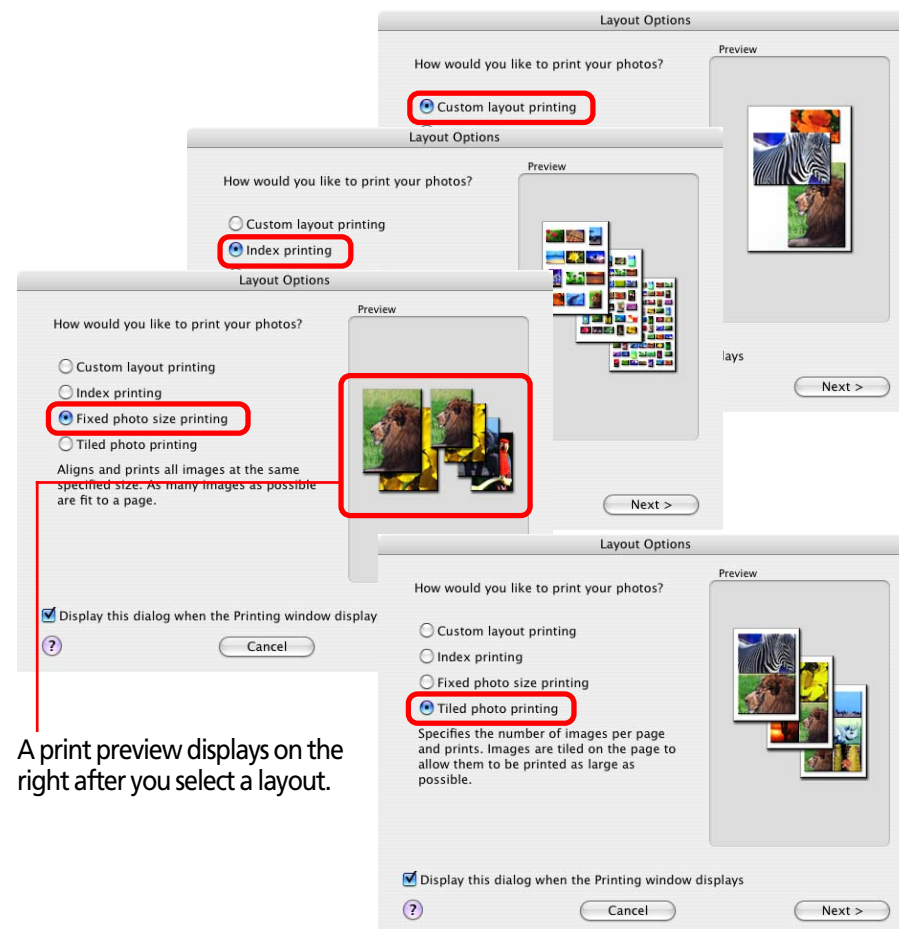 Layout Options
How would you like to print your photos?
Preview
Custom layout printing
lays
Next >
Layout Options
How would you like to print your photos?
Preview
Custom layout printing
Index printing
Next >
Layout Options
How would you like to print your photos?
Preview
Custom layout printing
Index printing
Fixed photo size printing
Tiled photo printing
Aligns and prints all images at the same
specified size. As many images as possible
are fit to a page.
Display this dialog when the Printing window display
?
Cancel
A print preview displays on the
right after you select a layout.
Layout Options
How would you like to print your photos?
Preview
Custom layout printing
Index printing
Fixed photo size printing
Tiled photo printing
Specifies the number of images per page
and prints. Images are tiled on the page to
allow them to be printed as large as
possible.
Display this dialog when the Printing window displays
?
Cancel
Next >